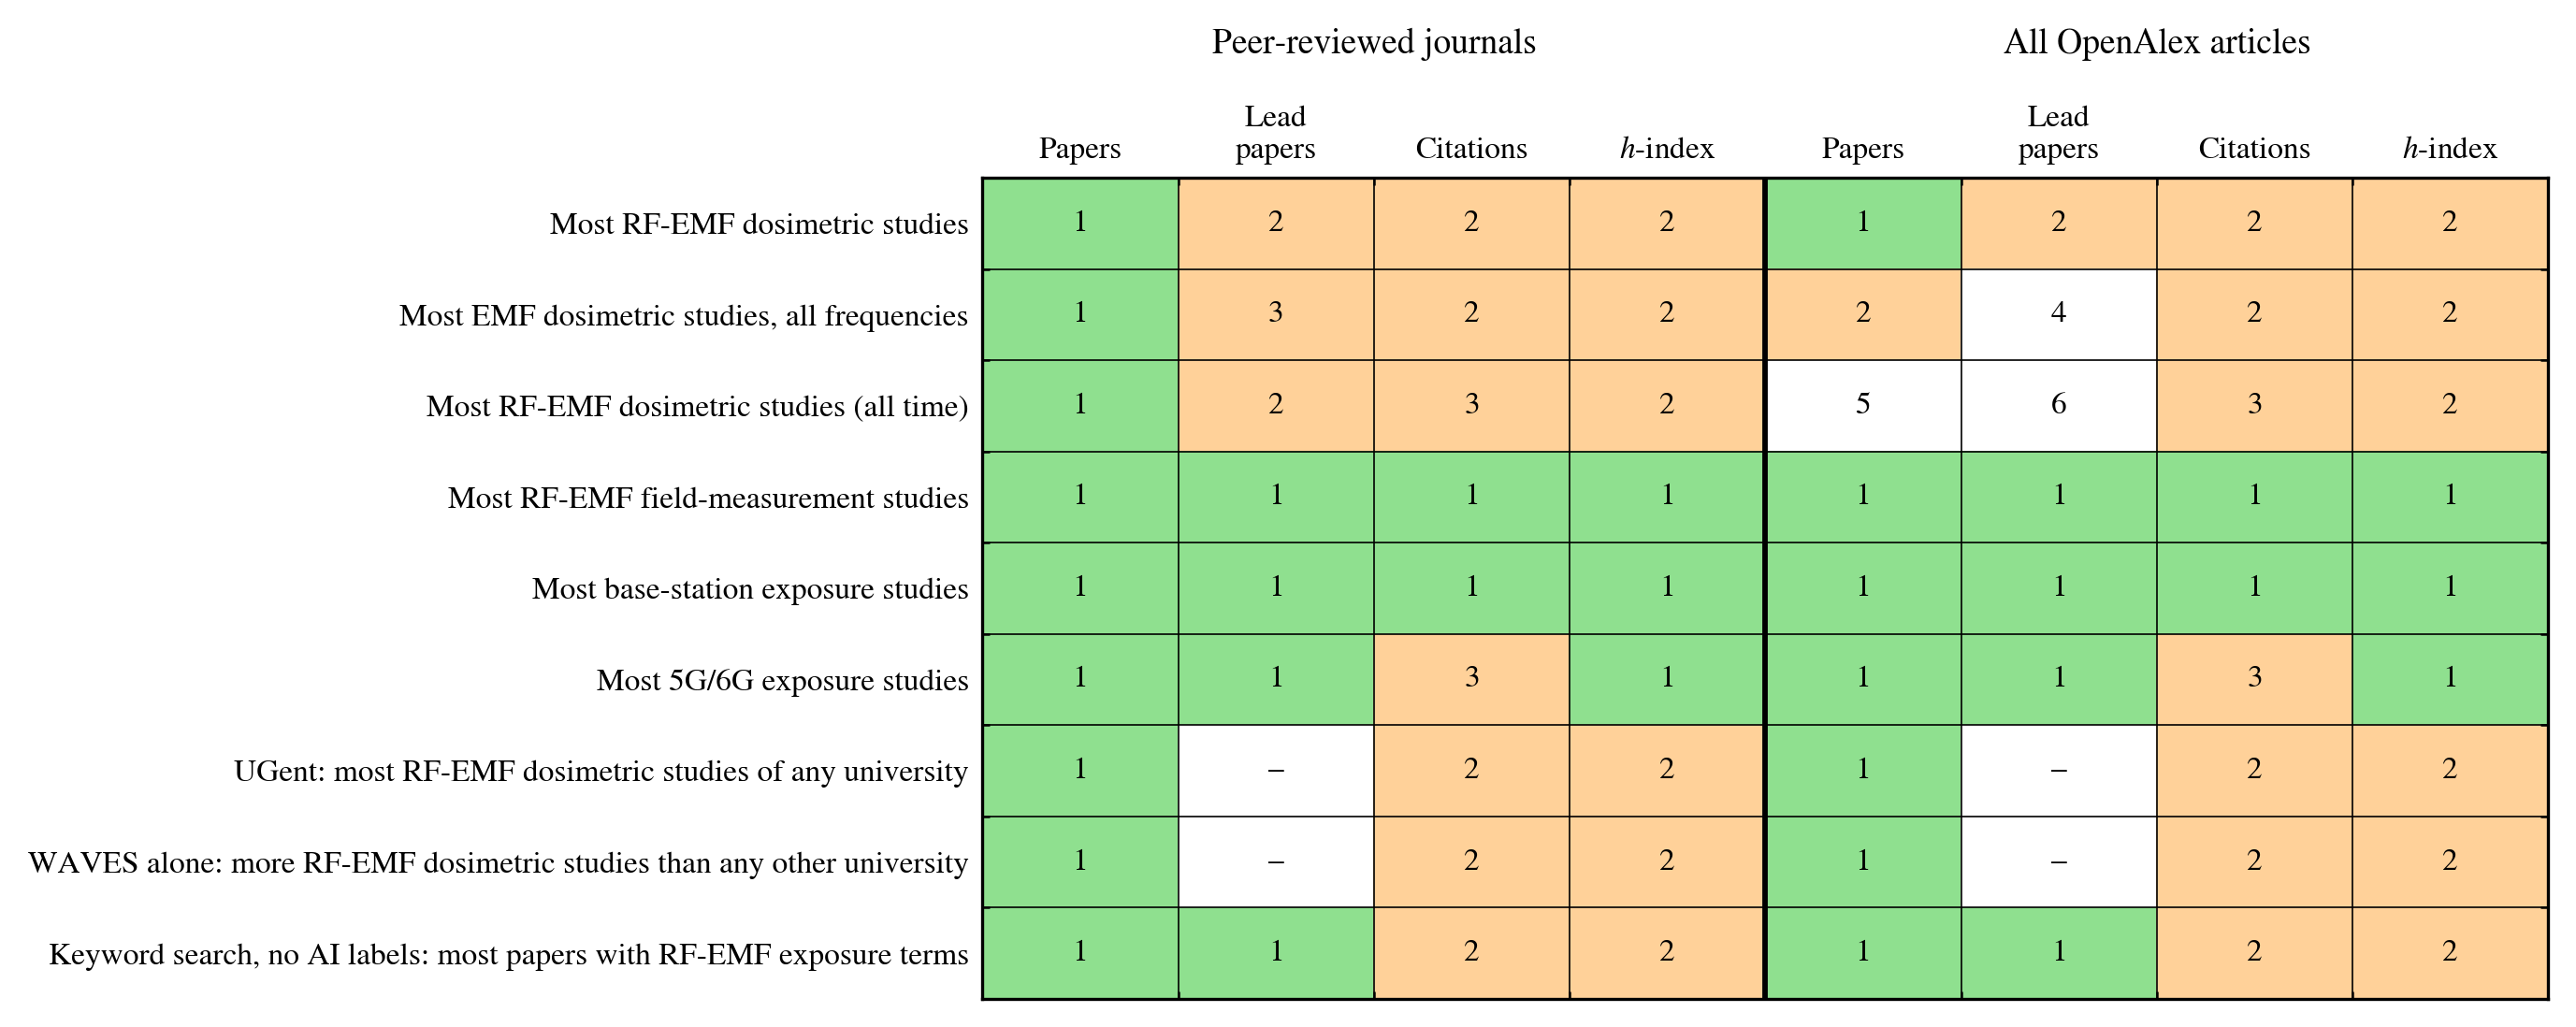 Peer-reviewed journals All OpenAlex articles
Papers Lead papers Citations h-index Papers Lead papers Citations h-index
Most RF-EMF dosimetric studies 1 2 2 2 1 2 2 2
Most EMF dosimetric studies, all frequencies 1 3 2 2 2 4 2 2
Most RF-EMF dosimetric studies (all time) 1 2 3 2 5 6 3 2
Most RF-EMF field-measurement studies 1 1 1 1 1 1 1 1
Most base-station exposure studies 1 1 1 1 1 1 1 1
Most 5G/6G exposure studies 1 1 3 1 1 1 3 1
UGent: most RF-EMF dosimetric studies of any university 1 – 2 2 1 – 2 2
WAVES alone: more RF-EMF dosimetric studies than any other university 1 – 2 2 1 – 2 2
Keyword search, no AI labels: most papers with RF-EMF exposure terms 1 1 2 2 1 1 2 2